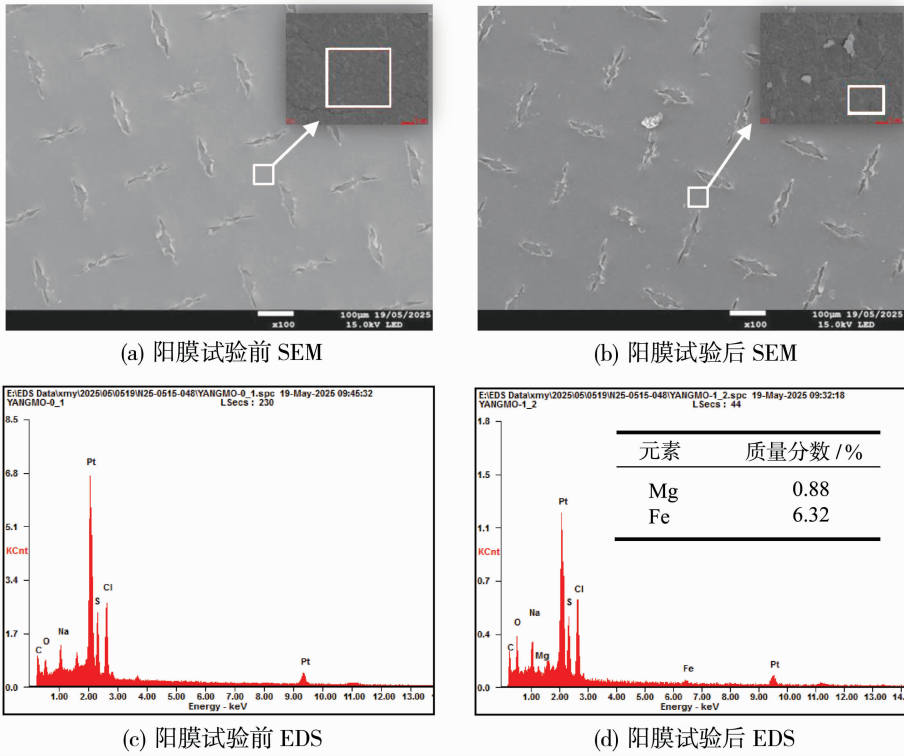 100μm 19/05/2025
x100 15.0kV LED
100μm 19/05/2025
x100 15.0kV LED
(a) 阳膜试验前 SEM
(b) 阳膜试验后 SEM
E:\EDS Data\xmy\2025\05\0519\N25-0515-048\YANGMO-0_1.spc 19-May-2025 09:45:32
YANGMO-0_1 LSecs : 230
8.5
6.8
5.1
KCnt
3.4
1.7
0.0
C
O
Na
Pt
S
Cl
Pt
1.00 2.00 3.00 4.00 5.00 6.00 7.00 8.00 9.00 10.00 11.00 12.00 13.00
Energy - keV
E:\EDS Data\xmy\2025\05\0519\N25-0515-048\YANGMO-1_2.spc 19-May-2025 09:32:18
YANGMO-1_2 LSecs : 44
元素 质量分数/%
Mg 0.88
Fe 6.32
1.8
1.5
1.1
KCnt
0.7
0.4
0.0
C
O
Na
Mg
Pt
S
Cl
Fe
Pt
1.00 2.00 3.00 4.00 5.00 6.00 7.00 8.00 9.00 10.00 11.00 12.00 13.00
Energy - keV
(c) 阳膜试验前 EDS
(d) 阳膜试验后 EDS